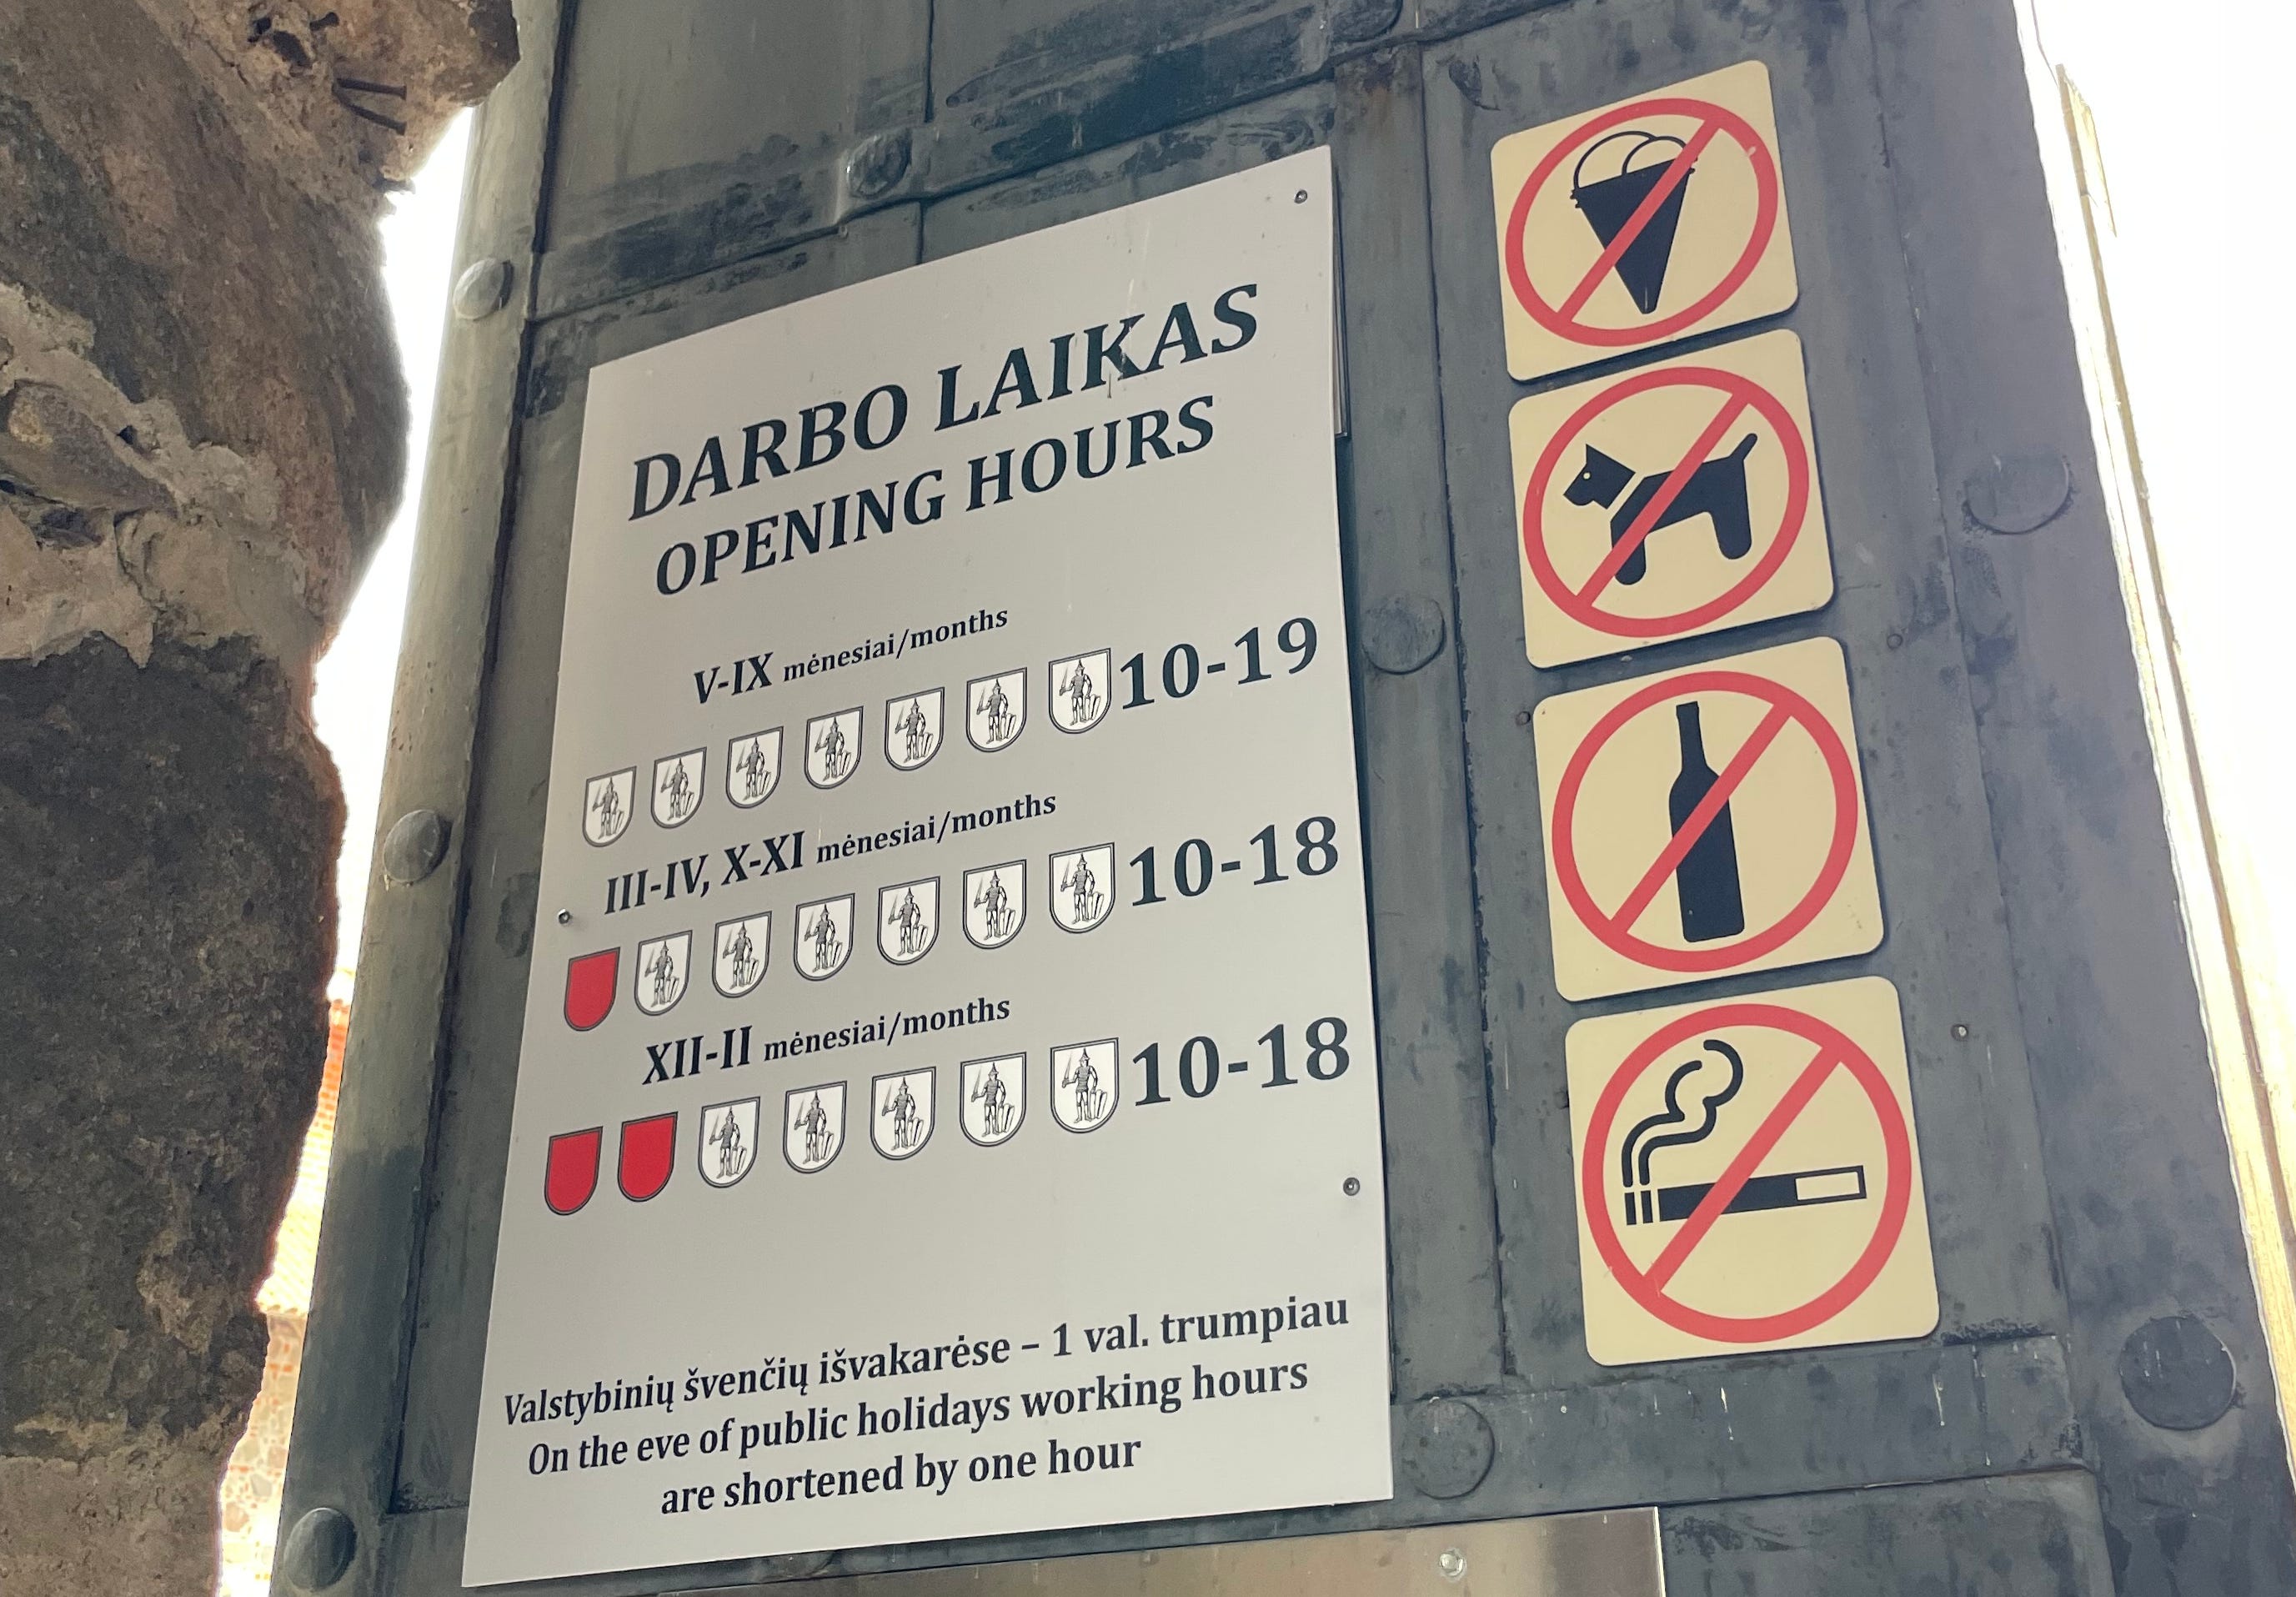 DARBO LAIKAS
OPENING HOURS
V-IX mėnesiai/months
10-19
III-IV, X-XI mėnesiai/months
10-18
XII-II mėnesiai/months
10-18
Valstybinių švenčių išvakarėse – 1 val. trumpiau
On the eve of public holidays working hours
are shortened by one hour